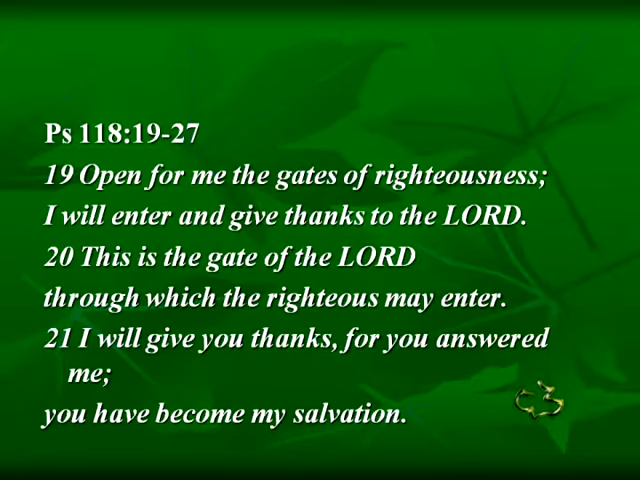 Ps 118:19-27
19 Open for me the gates of righteousness;
I will enter and give thanks to the LORD.
20 This is the gate of the LORD
through which the righteous may enter.
21 I will give you thanks, for you answered
me;
you have become my salvation.